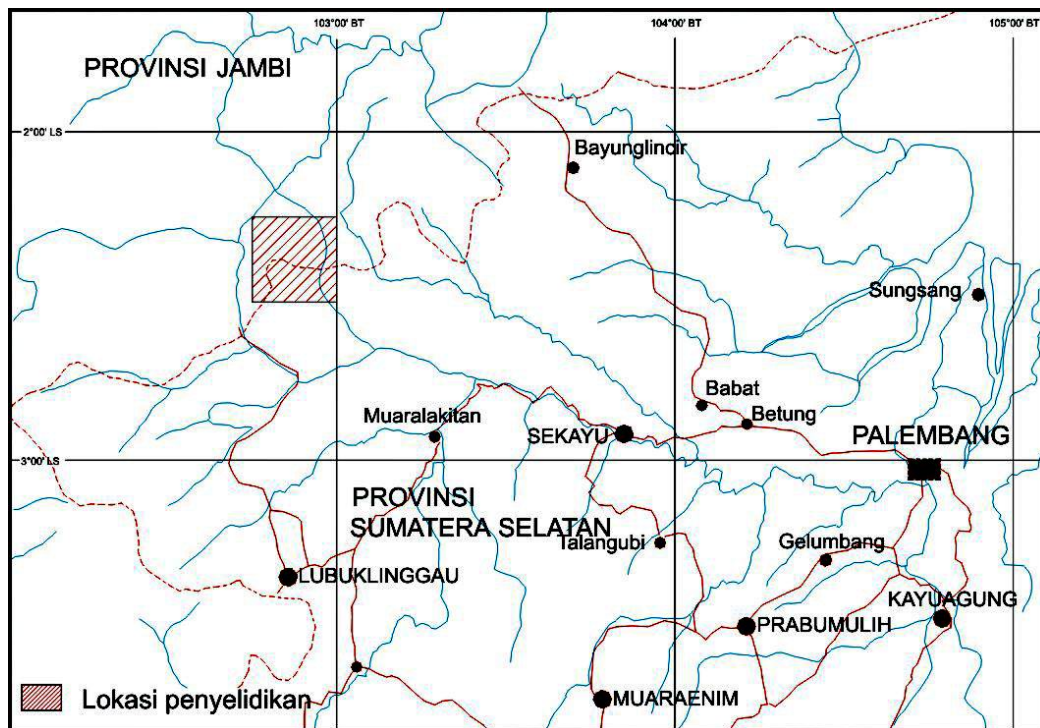 103°00' BT
104°00' BT
105°00' BT
PROVINSI JAMBI
2°00' LS
Bayunglindir
Sungsang
Babat
Betung
Muaralakitan
SEKAYU
PALEMBANG
3°00' LS
PROVINSI
SUMATERA SELATAN
Talangubi
Gelumbang
LUBUKLINGGAU
KAYUAGUNG
PRABUMULIH
Lokasi penyelidikan
MUARAENIM